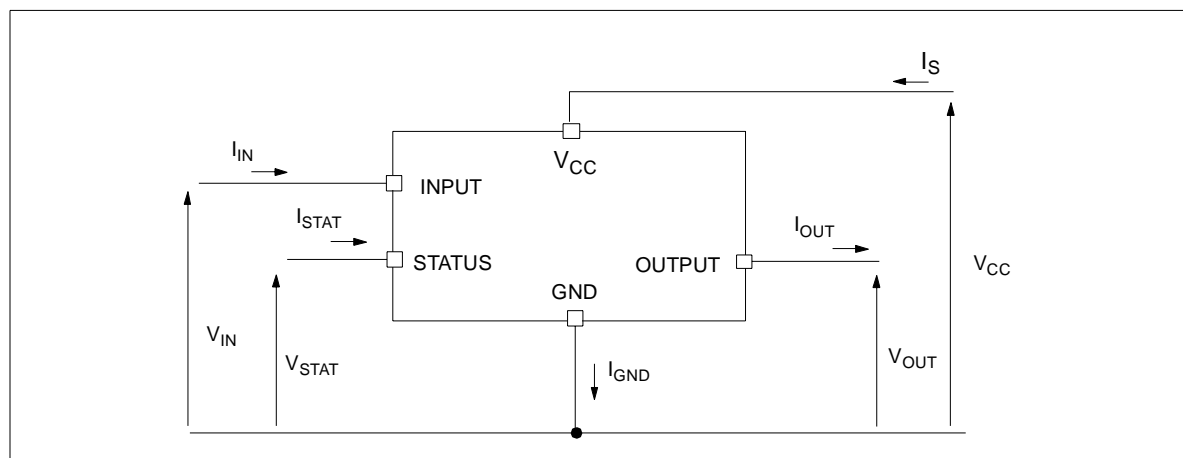 I_S
V_CC
I_IN
INPUT
I_STAT
STATUS
I_OUT
OUTPUT
V_CC
GND
V_IN
V_STAT
I_GND
V_OUT